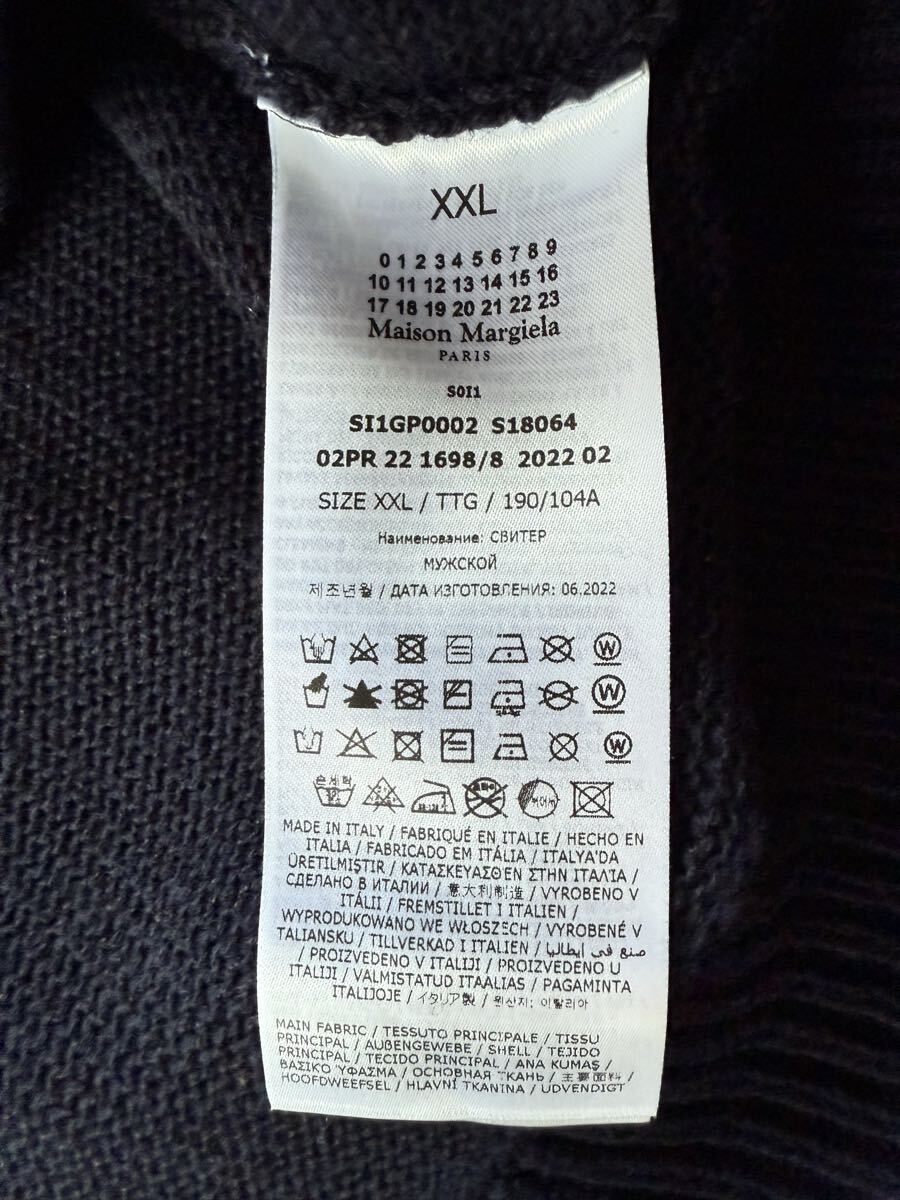 XXL
0 1 2 3 4 5 6 7 8 9
10 11 12 13 14 15 16
17 18 19 20 21 22 23
Maison Margiela
PARIS
S0I1
SI1GP0002 S18064
02PR 22 1698/8 2022 02
SIZE XXL / TTG / 190/104A
Наименование: СВИТЕР
МУЖСКОЙ
제조년월 / ДАТА ИЗГОТОВЛЕНИЯ: 06.2022
W
W
W
손세탁
MADE IN ITALY / FABRIQUÉ EN ITALIE / HECHO EN
ITALIA / FABRICADO EM ITÁLIA / ITALYA'DA
ÜRETILMIŞTIR / ΚΑΤΑΣΚΕΥΑΣΘΕΝ ΣΤΗΝ ΙΤΑΛΊΑ /
СДЕЛАНО В ИТАЛИИ / 意大利制造 / VYROBENO V
ITÁLII / FREMSTILLET I ITALIEN /
WYPRODUKOWANO WE WŁOSZECH / VYROBENÉ V
TALIANSKU / TILLVERKAD I ITALIEN / صنع في ايطاليا
/ PROIZVEDENO V ITALIJI / PROIZVEDENO U
ITALIJI / VALMISTATUD ITAALIAS / PAGAMINTA
ITALIJOJE / イタリア製 / 원산지: 이탈리아
MAIN FABRIC / TESSUTO PRINCIPALE / TISSU
PRINCIPAL / AUßENGEWEBE / SHELL / TEJIDO
PRINCIPAL / TECIDO PRINCIPAL / ANA KUMAŞ /
ΒΑΣΙΚΟ ΎΦΑΣΜΑ / ОСНОВНАЯ ТКАНЬ / 主要面料 /
HOOFDWEEFSEL / HLAVNÍ TKANINA / UDVENDIGT